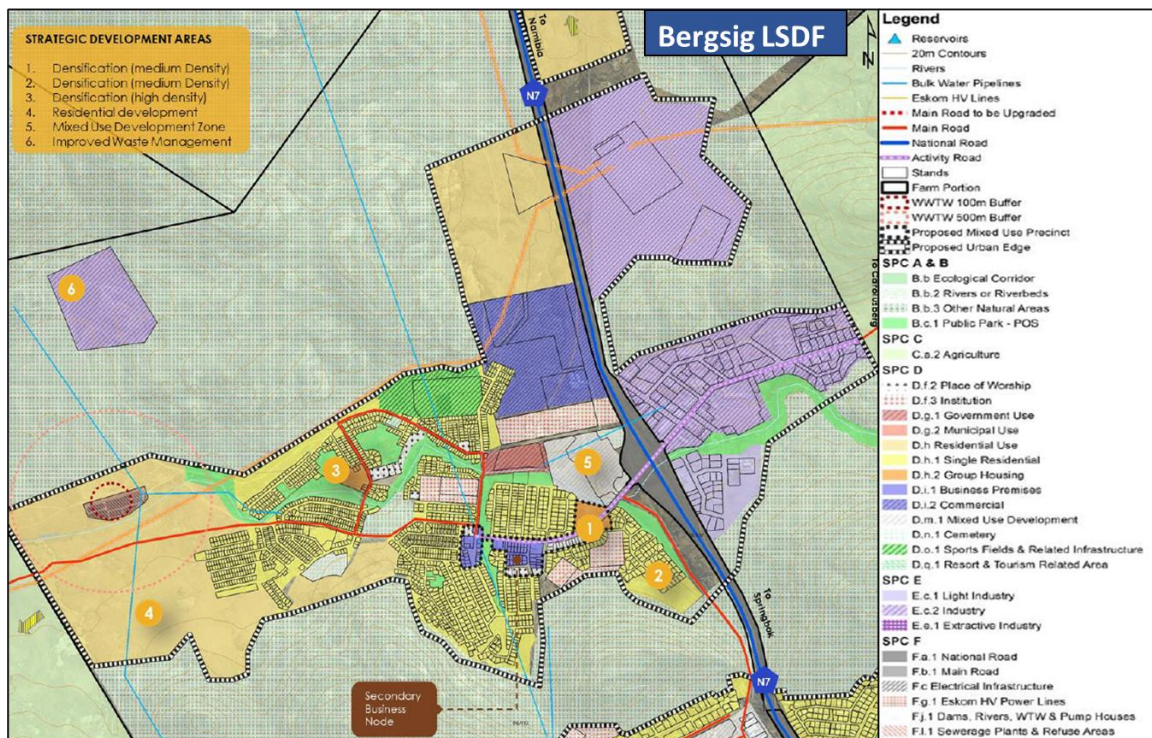 Bergsig LSDF
STRATEGIC DEVELOPMENT AREAS
1. Densification (medium Density)
2. Densification (medium Density)
3. Densification (high density)
4. Residential development
5. Mixed Use Development Zone
6. Improved Waste Management
To
Namibia
N7
N
6
3
5
1
2
4
To
Springbok
N7
Secondary
Business
Node
Legend
Reservoirs
20m Contours
Rivers
Bulk Water Pipelines
Eskom HV Lines
Main Road to be Upgraded
Main Road
National Road
Activity Road
Stands
Farm Portion
WWTW 100m Buffer
WWTW 500m Buffer
Proposed Mixed Use Precinct
Proposed Urban Edge
SPC A & B
B.b Ecological Corridor
B.b.2 Rivers or Riverbeds
B.b.3 Other Natural Areas
B.c.1 Public Park - POS
SPC C
C.a.2 Agriculture
SPC D
D.f.2 Place of Worship
D.f.3 Institution
D.g.1 Government Use
D.g.2 Municipal Use
D.h Residential Use
D.h.1 Single Residential
D.h.2 Group Housing
D.i.1 Business Premises
D.i.2 Commercial
D.m.1 Mixed Use Development
D.n.1 Cemetery
D.o.1 Sports Fields & Related Infrastructure
D.q.1 Resort & Tourism Related Area
SPC E
E.c.1 Light Industry
E.c.2 Industry
E.e.1 Extractive Industry
SPC F
F.a.1 National Road
F.b.1 Main Road
F.c Electrical Infrastructure
F.g.1 Eskom HV Power Lines
F.j.1 Dams, Rivers, WTW & Pump Houses
F.l.1 Sewerage Plants & Refuse Areas